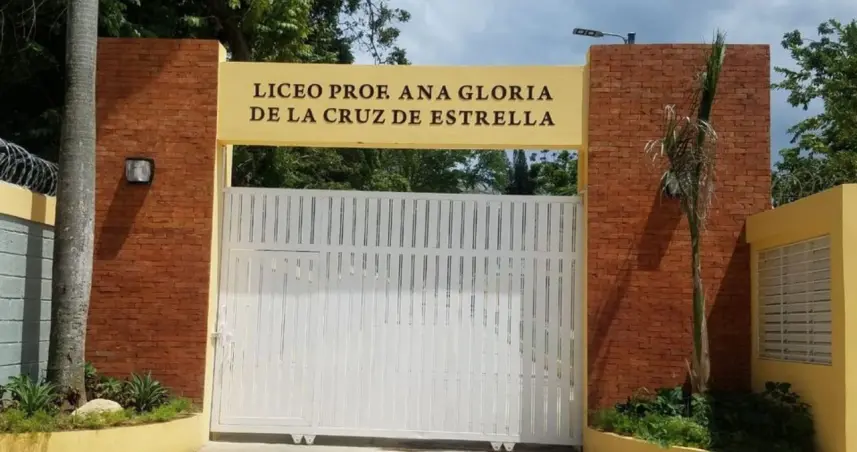 LICEO PROF. ANA GLORIA
DE LA CRUZ DE ESTRELLA